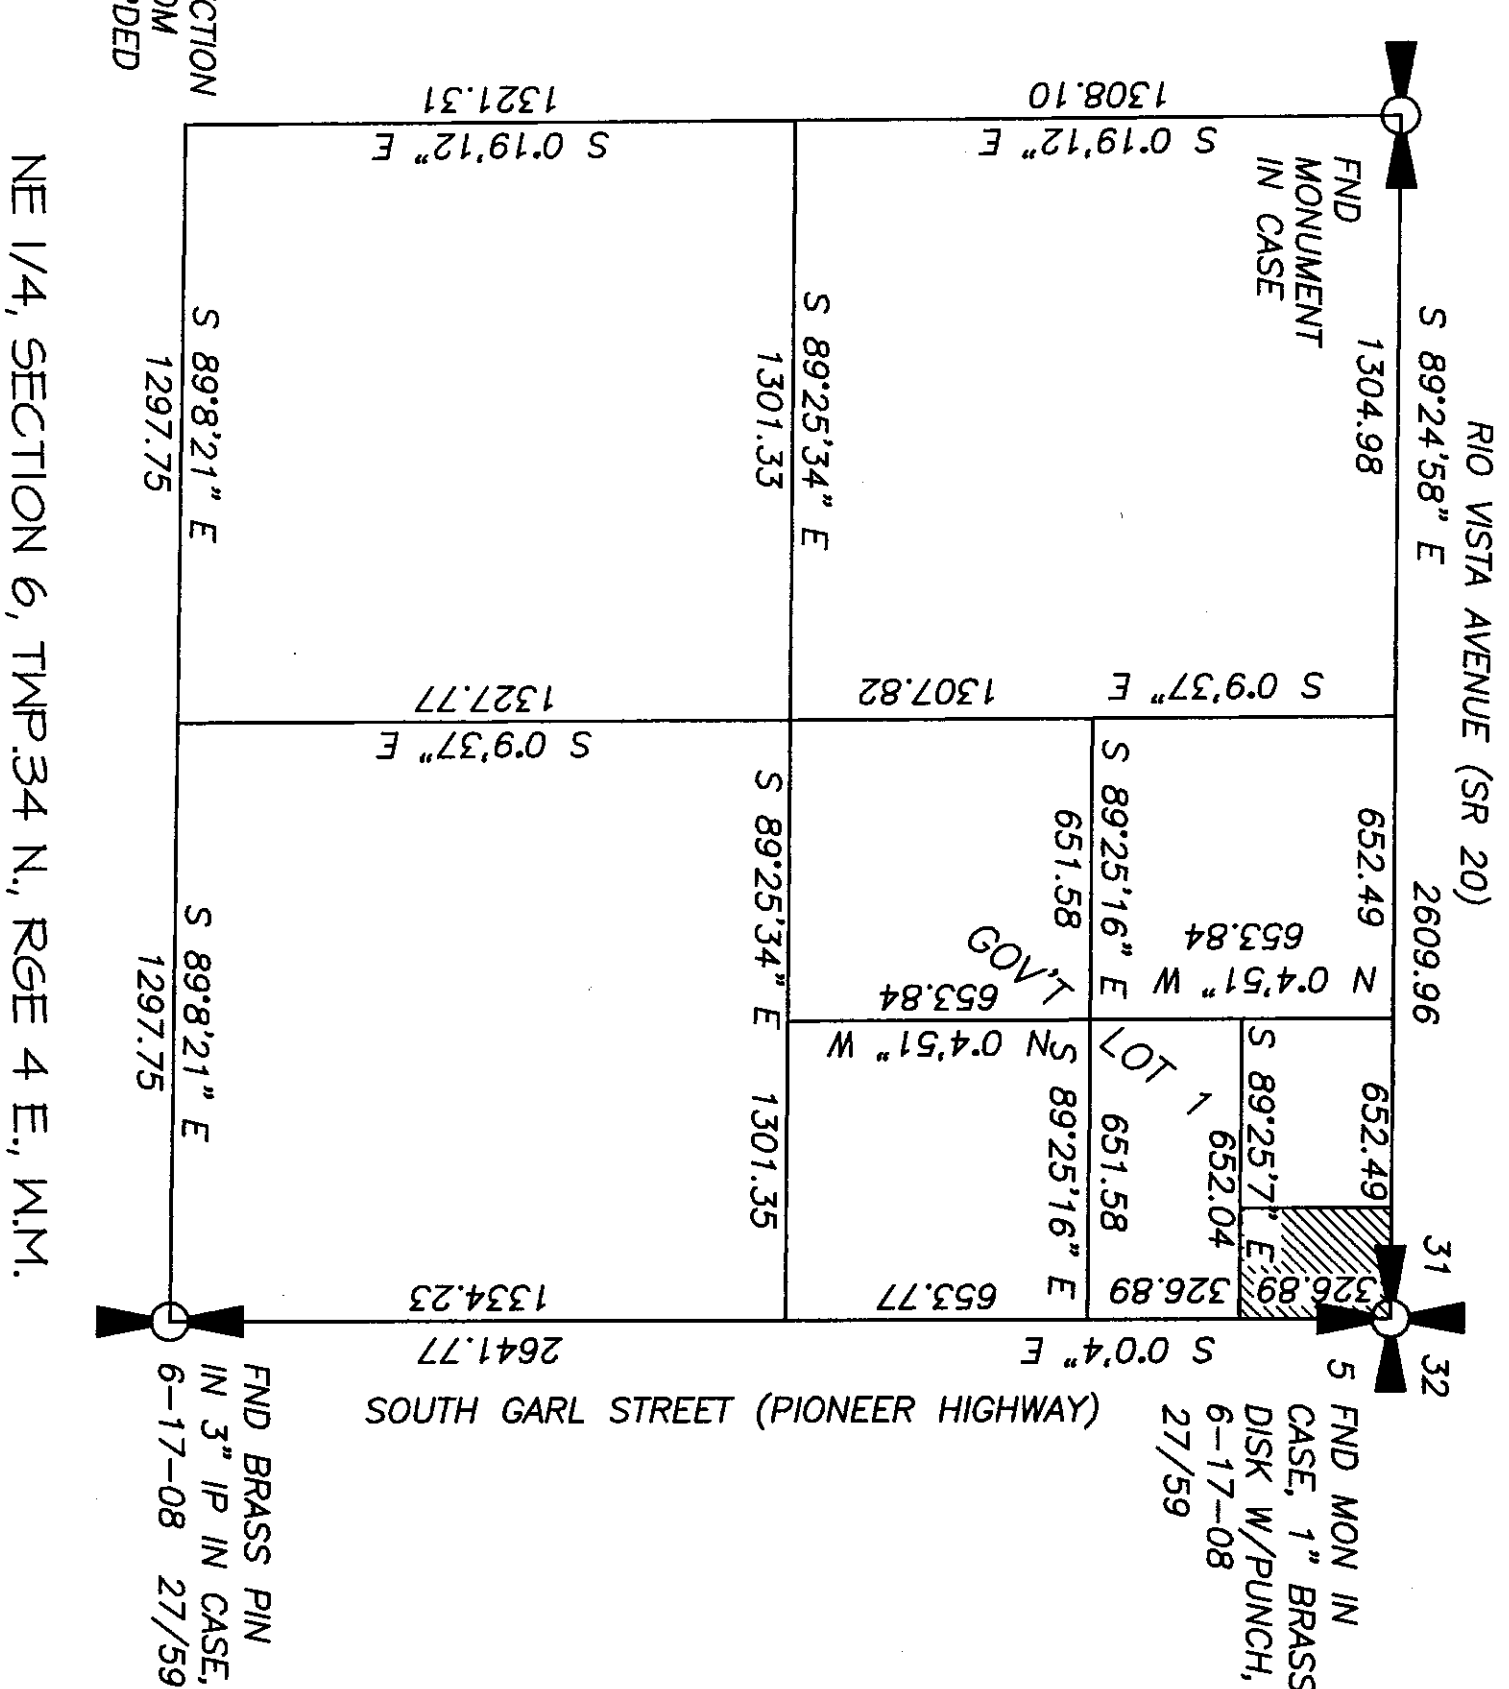 RIO VISTA AVENUE (SR 20)
S 89°24'58" E
2609.96
31
32
5
1304.98
652.49
652.49
FND
MONUMENT
IN CASE
FND MON IN
CASE, 1" BRASS
DISK W/PUNCH,
6-17-08
27/59
S 0°19'12" E
1308.10
S 0°9'37" E
1307.82
N 0°4'51" W
653.84
326.89
S 89°25'7" E
652.04
326.89
S 89°25'16" E
651.58
S 89°25'16" E
651.58
GOV'T LOT 1
N 0°4'51" W
653.84
653.77
S 0°0'4" E
S 89°25'34" E
1301.33
S 89°25'34" E
1301.35
S 0°19'12" E
1321.31
S 0°9'37" E
1327.77
1334.23
2641.77
SOUTH GARL STREET (PIONEER HIGHWAY)
S 89°8'21" E
1297.75
S 89°8'21" E
1297.75
FND BRASS PIN
IN 3" IP IN CASE,
6-17-08 27/59
CTION
OM
DED
NE 1/4, SECTION 6, TWP.34 N., RGE 4 E., W.M.